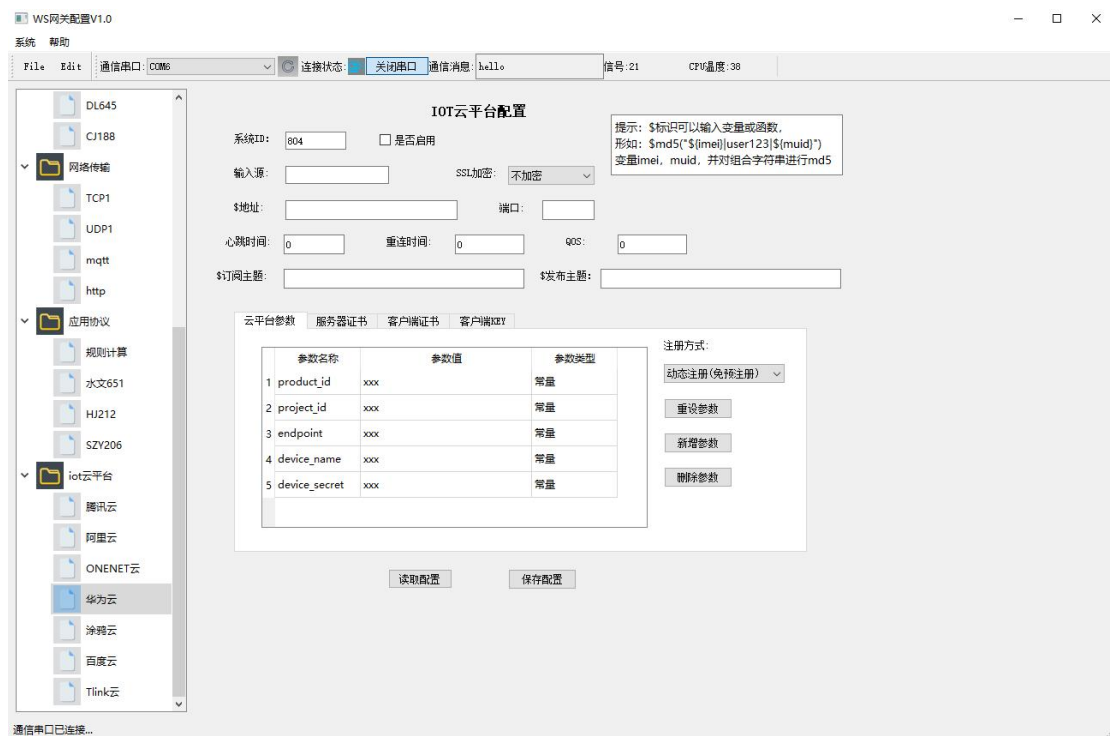 WS网关配置V1.0
系统 帮助
File Edit 通信串口: COM6 连接状态: 关闭串口 通信消息: hello 信号:21 CPU温度:38
DL645
CJ188
网络传输
TCP1
UDP1
mqtt
http
应用协议
规则计算
水文651
HJ212
SZY206
iot云平台
腾讯云
阿里云
ONENET云
华为云
涂鸦云
百度云
Tlink云
IOT云平台配置
提示: $标识可以输入变量或函数,
形如: $md5("$(imei)|user123|$(muid)")
变量imei, muid, 并对组合字符串进行md5
系统ID: 804 是否启用
输入源: SSL加密: 不加密
$地址: 端口:
心跳时间: 0 重连时间: 0 QOS: 0
$订阅主题: $发布主题:
云平台参数 服务器证书 客户端证书 客户端KEY
参数名称 参数值 参数类型
1 product_id xxx 常量
2 project_id xxx 常量
3 endpoint xxx 常量
4 device_name xxx 常量
5 device_secret xxx 常量
注册方式:
动态注册(免预注册)
重设参数
新增参数
删除参数
读取配置 保存配置
通信串口已连接...